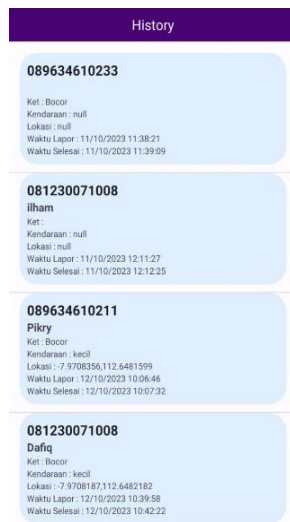 History
089634610233
Ket : Bocor
Kendaraan : null
Lokasi : null
Waktu Lapor : 11/10/2023 11:38:21
Waktu Selesai : 11/10/2023 11:39:09
081230071008
ilham
Ket :
Kendaraan : null
Lokasi : null
Waktu Lapor : 11/10/2023 12:11:27
Waktu Selesai : 11/10/2023 12:12:25
089634610211
Pikry
Ket : Bocor
Kendaraan : kecil
Lokasi : -7.9708356,112.6481599
Waktu Lapor : 12/10/2023 10:06:46
Waktu Selesai : 12/10/2023 10:07:32
081230071008
Dafiq
Ket : Bocor
Kendaraan : kecil
Lokasi : -7.9708187,112.6482182
Waktu Lapor : 12/10/2023 10:39:58
Waktu Selesai : 12/10/2023 10:42:22